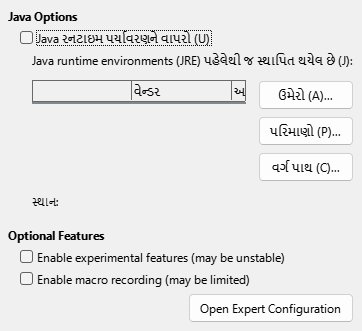 Java Options
Java રનટાઇમ પર્યાવરણને વાપરો (U)
Java runtime environments (JRE) પહેલેથી જ સ્થાપિત થયેલ છે (J):
વેન્ડર
ઉમેરો (A)...
પરિમાણો (P)...
વર્ગ પાથ (C)...
સ્થાન:
Optional Features
Enable experimental features (may be unstable)
Enable macro recording (may be limited)
Open Expert Configuration